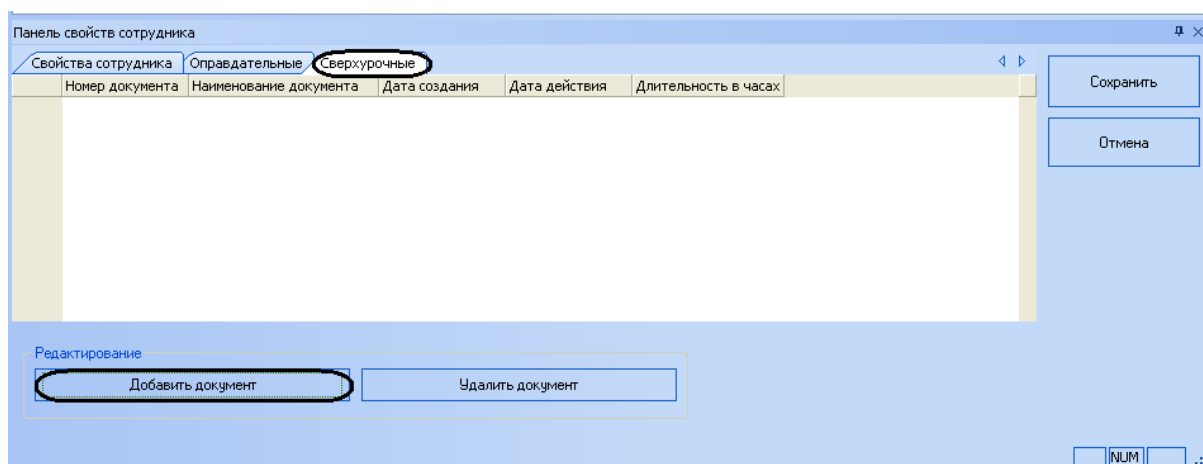 Панель свойств сотрудника
Свойства сотрудника Оправдательные Сверхурочные
Номер документа Наименование документа Дата создания Дата действия Длительность в часах
Сохранить
Отмена
Редактирование
Добавить документ Удалить документ
NUM